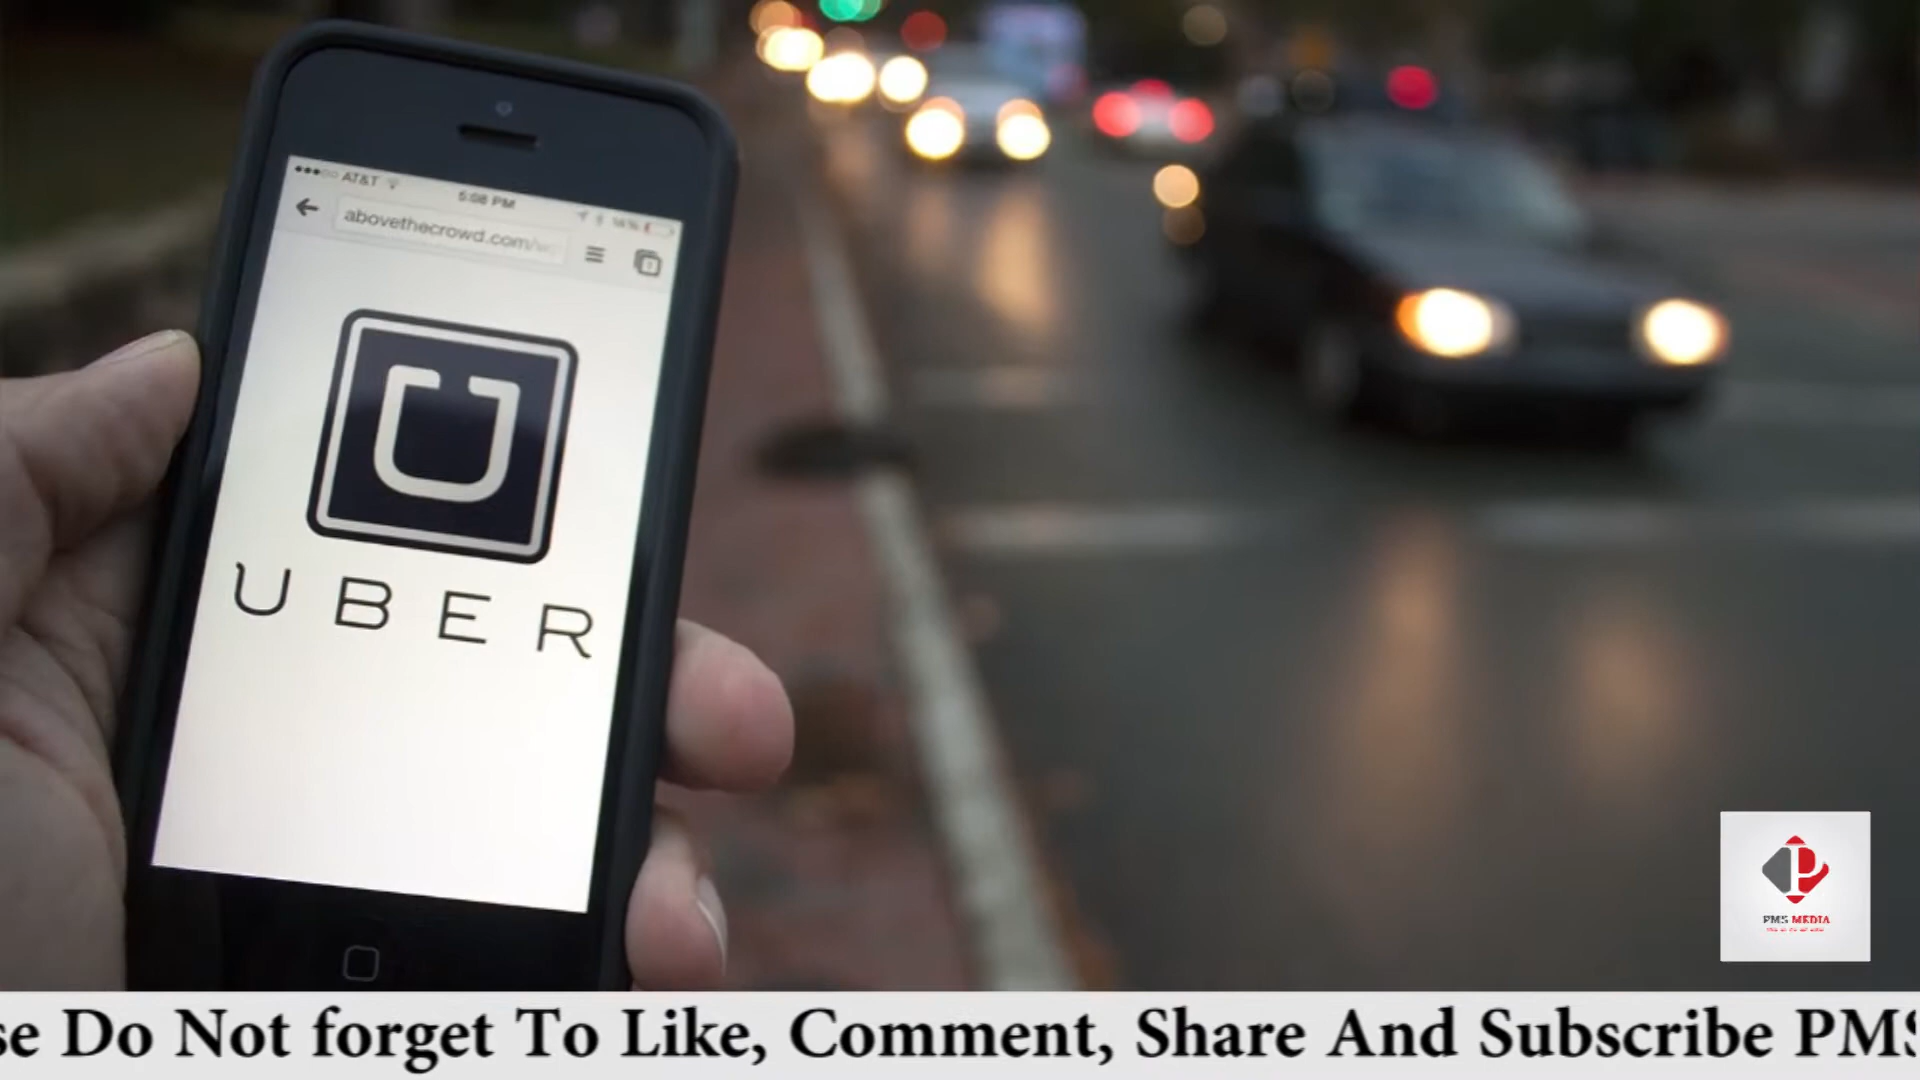 AT&T
5:08 PM
14%
abovethecrowd.com/
U
UBER
PMS MEDIA
se Do Not forget To Like, Comment, Share And Subscribe PMS